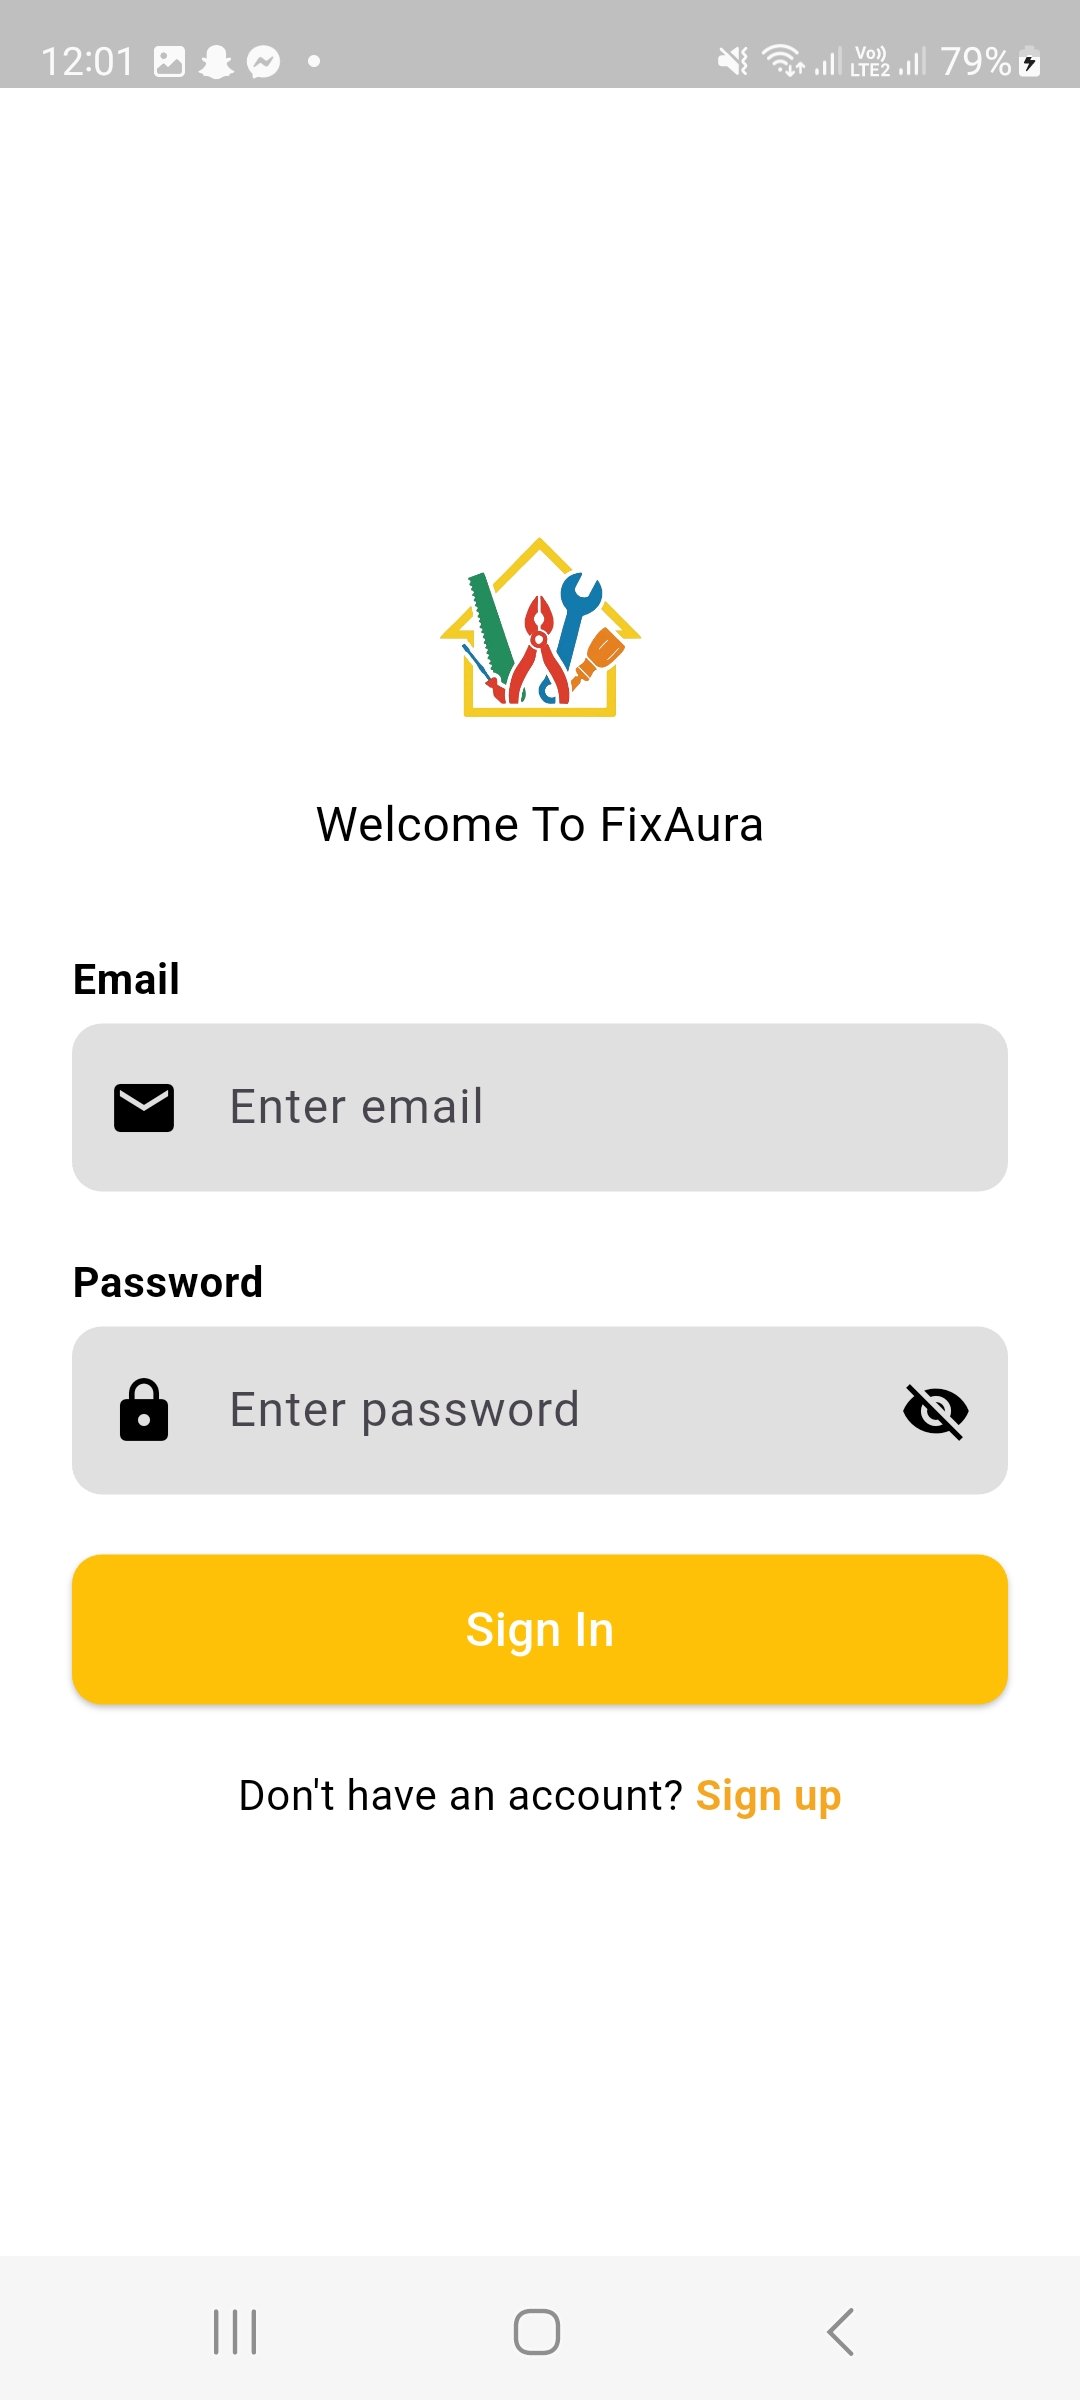 12:01 Vo)) LTE2 79%
Welcome To FixAura
Email
Enter email
Password
Enter password
Sign In
Don't have an account? Sign up